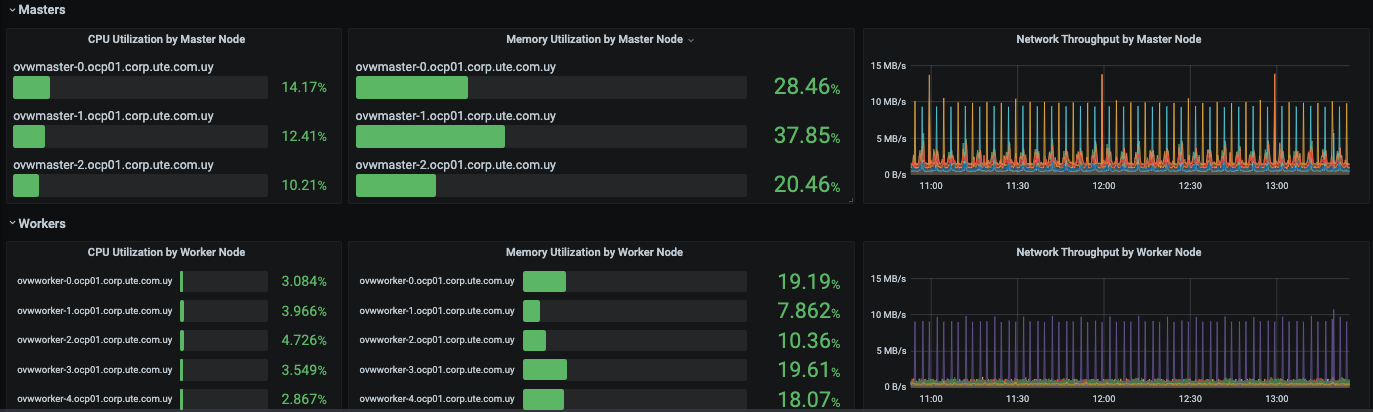 Masters
CPU Utilization by Master Node
ovwmaster-0.ocp01.corp.ute.com.uy
14.17%
ovwmaster-1.ocp01.corp.ute.com.uy
12.41%
ovwmaster-2.ocp01.corp.ute.com.uy
10.21%
Memory Utilization by Master Node
ovwmaster-0.ocp01.corp.ute.com.uy
28.46%
ovwmaster-1.ocp01.corp.ute.com.uy
37.85%
ovwmaster-2.ocp01.corp.ute.com.uy
20.46%
Network Throughput by Master Node
15 MB/s
10 MB/s
5 MB/s
0 B/s
11:00 11:30 12:00 12:30 13:00
Workers
CPU Utilization by Worker Node
ovwworker-0.ocp01.corp.ute.com.uy 3.084%
ovwworker-1.ocp01.corp.ute.com.uy 3.966%
ovwworker-2.ocp01.corp.ute.com.uy 4.726%
ovwworker-3.ocp01.corp.ute.com.uy 3.549%
ovwworker-4.ocp01.corp.ute.com.uy 2.867%
Memory Utilization by Worker Node
ovwworker-0.ocp01.corp.ute.com.uy 19.19%
ovwworker-1.ocp01.corp.ute.com.uy 7.862%
ovwworker-2.ocp01.corp.ute.com.uy 10.36%
ovwworker-3.ocp01.corp.ute.com.uy 19.61%
ovwworker-4.ocp01.corp.ute.com.uy 18.07%
Network Throughput by Worker Node
15 MB/s
10 MB/s
5 MB/s
0 B/s
11:00 11:30 12:00 12:30 13:00